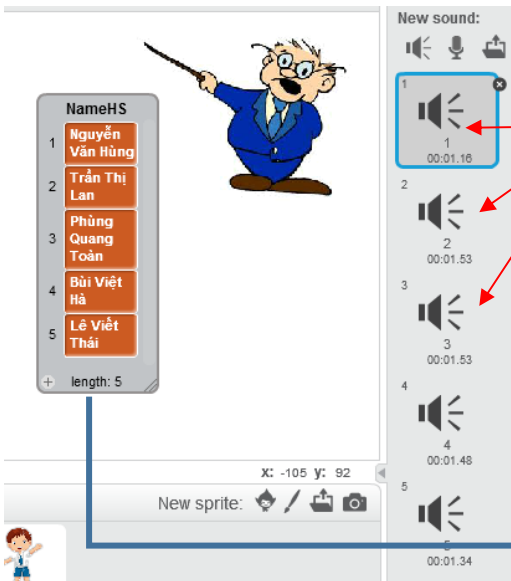 New sound:
NameHS
1 Nguyễn
Văn Hùng
2 Trần Thị
Lan
3 Phùng
Quang
Toàn
4 Bùi Việt
Hà
5 Lê Viết
Thái
+ length: 5
X: -105 y: 92
New sprite:
1
1
00:01.16
2
2
00:01.53
3
3
00:01.53
4
4
00:01.48
5
5
00:01.34